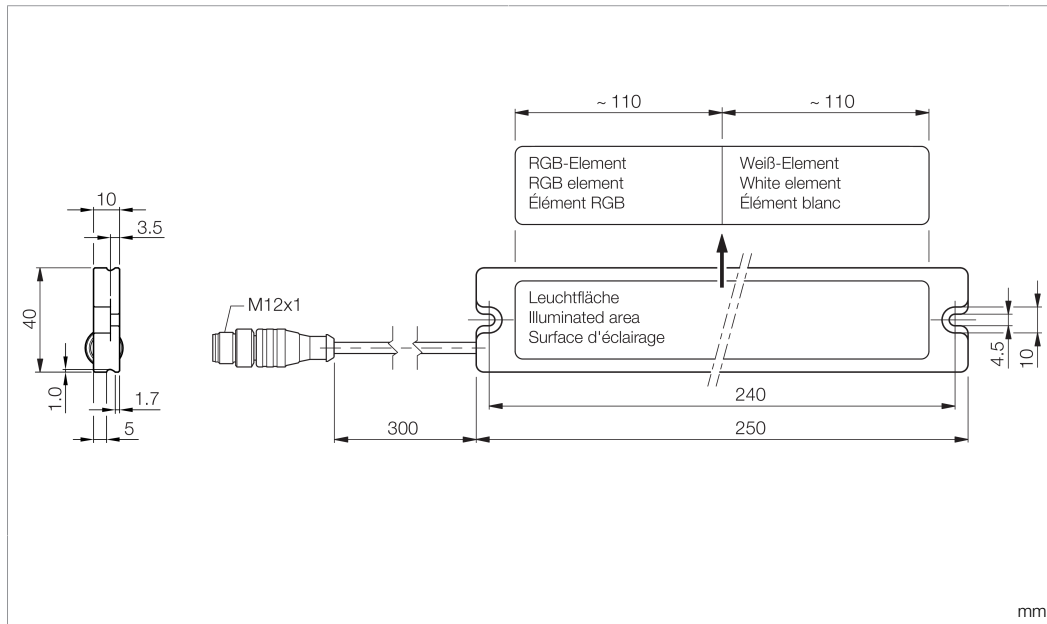 ~ 110
~ 110
RGB-Element
RGB element
Élément RGB
Weiß-Element
White element
Élément blanc
10
3.5
40
1.0
1.7
5
M12x1
Leuchtfläche
Illuminated area
Surface d'éclairage
4.5
10
240
300
250
mm